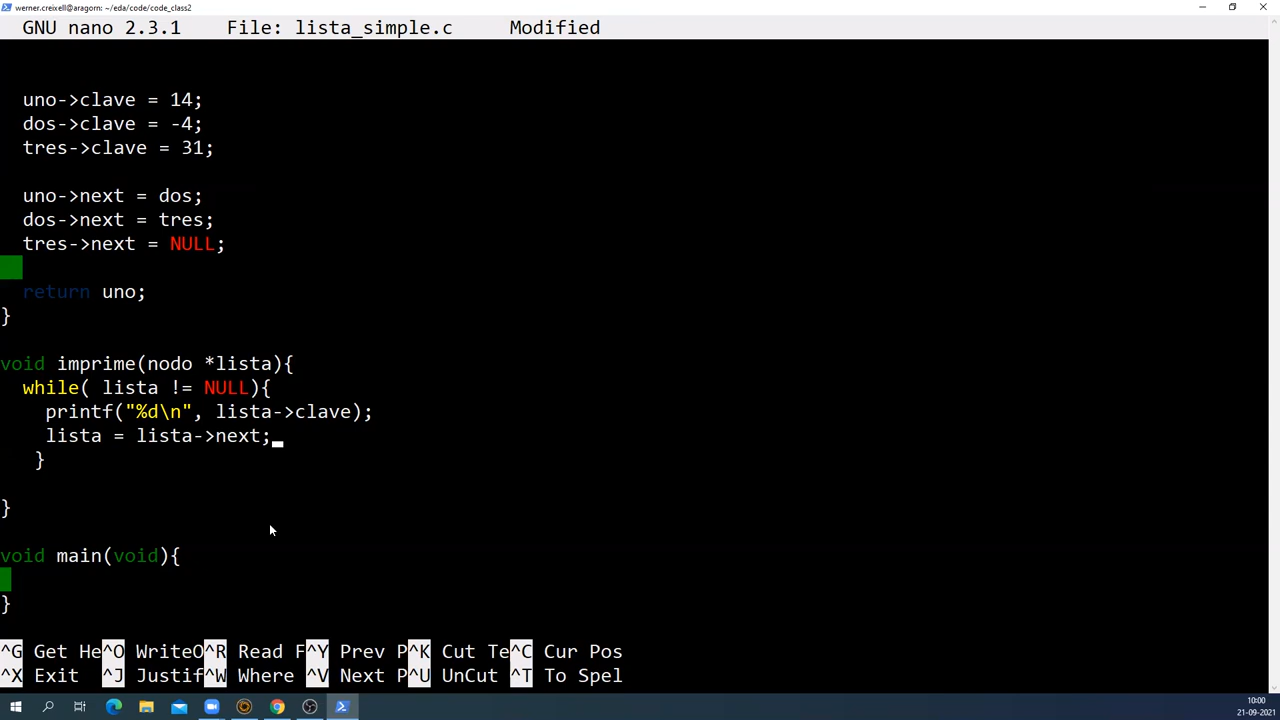 werner.creixell@aragorn: ~/eda/code/code_class2
GNU nano 2.3.1 File: lista_simple.c Modified
uno->clave = 14;
dos->clave = -4;
tres->clave = 31;
uno->next = dos;
dos->next = tres;
tres->next = NULL;
return uno;
}
void imprime(nodo *lista){
while( lista != NULL){
printf("%d\n", lista->clave);
lista = lista->next;
}
}
void main(void){
}
^G Get He^O WriteO^R Read F^Y Prev P^K Cut Te^C Cur Pos
^X Exit ^J Justif^W Where ^V Next P^U UnCut ^T To Spel
10:00
21-09-2021